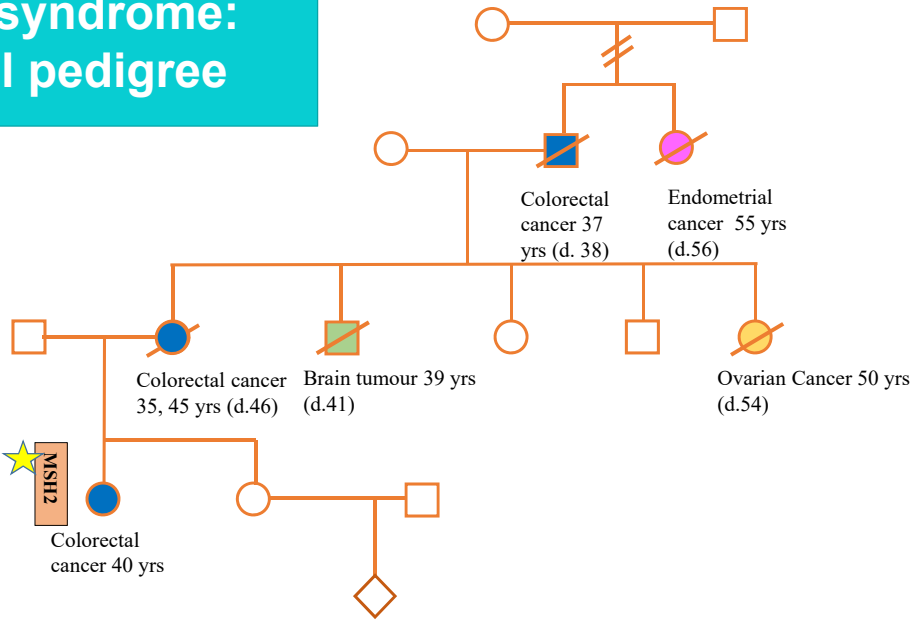 syndrome:
l pedigree
Colorectal
cancer 37
yrs (d. 38)
Endometrial
cancer 55 yrs
(d.56)
Colorectal cancer
35, 45 yrs (d.46)
Brain tumour 39 yrs
(d.41)
Ovarian Cancer 50 yrs
(d.54)
MSH2
Colorectal
cancer 40 yrs